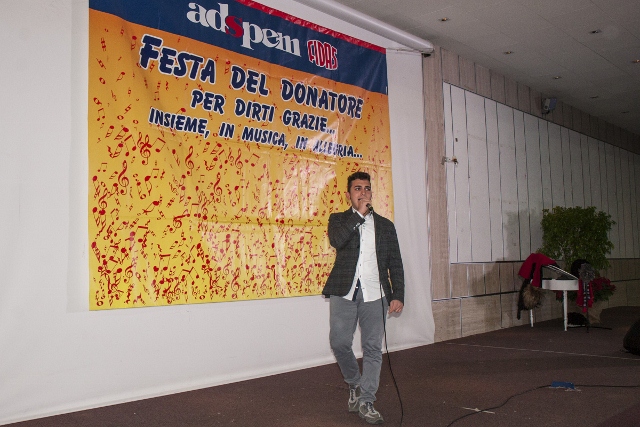 adspem FIDAS
FESTA DEL DONATORE
PER DIRTI GRAZIE...
INSIEME, IN MUSICA, IN ALLEGRIA...